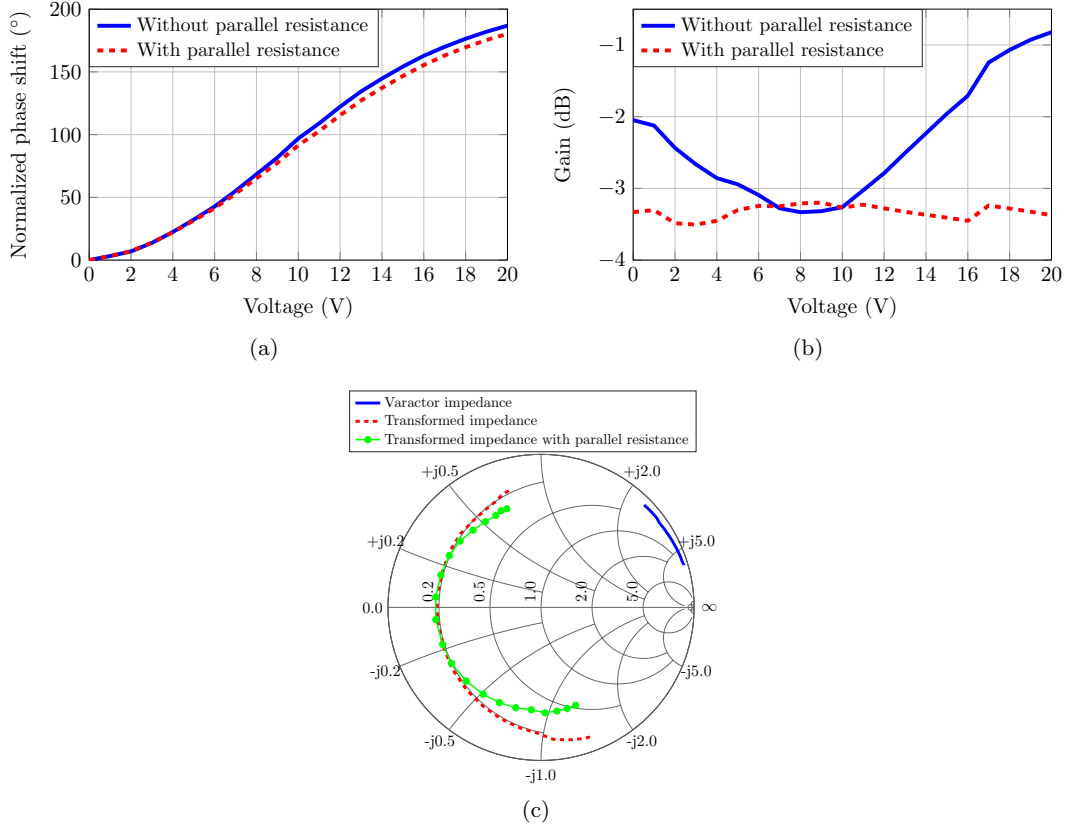 Normalized phase shift (°)
200
150
100
50
0
Without parallel resistance
With parallel resistance
0 2 4 6 8 10 12 14 16 18 20
Voltage (V)
(a)
Gain (dB)
−1
−2
−3
−4
Without parallel resistance
With parallel resistance
0 2 4 6 8 10 12 14 16 18 20
Voltage (V)
(b)
Varactor impedance
Transformed impedance
Transformed impedance with parallel resistance
+j0.5 +j2.0
+j0.2 +j5.0
0.0 0.2 0.5 1.0 2.0 5.0 ∞
-j0.2 -j5.0
-j0.5 -j2.0
-j1.0
(c)